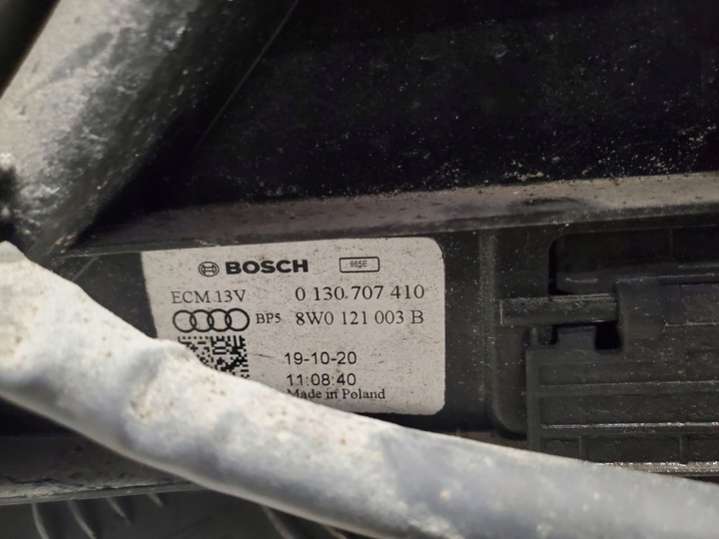 BOSCH 865E
ECM 13V 0 130 707 410
BP5 8W0 121 003 B
19-10-20
11:08:40
Made in Poland